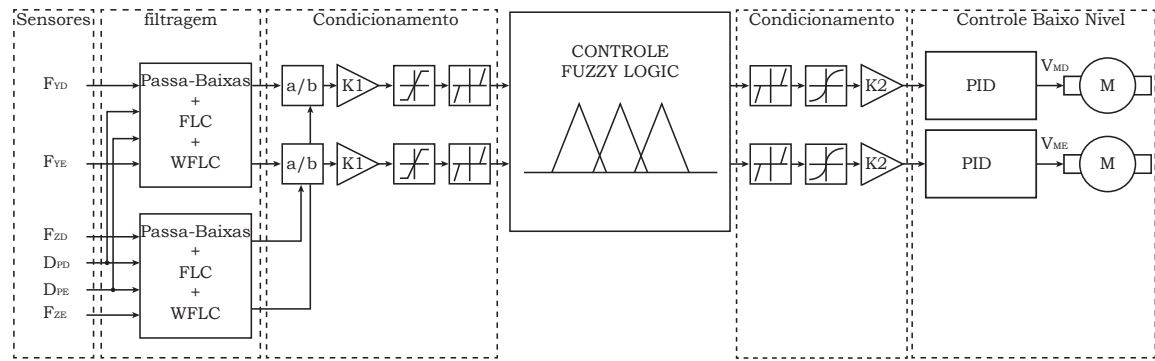 Sensores
filtragem
Condicionamento
Condicionamento
Controle Baixo Nivel
FYD
FYE
FZD
DPD
DPE
FZE
Passa-Baixas
+
FLC
+
WFLC
Passa-Baixas
+
FLC
+
WFLC
a/b
K1
a/b
K1
CONTROLE
FUZZY LOGIC
K2
K2
PID
VMD
M
PID
VME
M